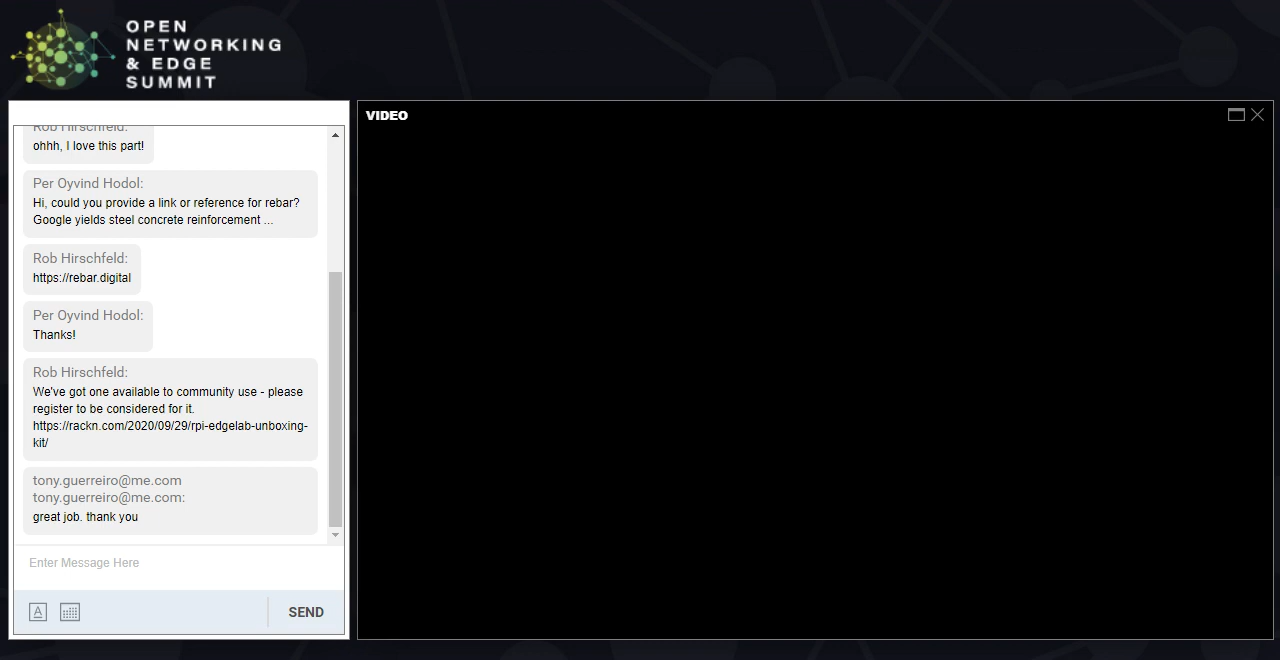 OPEN
NETWORKING
& EDGE
SUMMIT
Rob Hirschfeld:
ohhh, I love this part!
Per Oyvind Hodol:
Hi, could you provide a link or reference for rebar?
Google yields steel concrete reinforcement ...
Rob Hirschfeld:
https://rebar.digital
Per Oyvind Hodol:
Thanks!
Rob Hirschfeld:
We've got one available to community use - please
register to be considered for it.
https://rackn.com/2020/09/29/rpi-edgelab-unboxing-
kit/
tony.guerreiro@me.com
tony.guerreiro@me.com:
great job. thank you
Enter Message Here
A
SEND
VIDEO